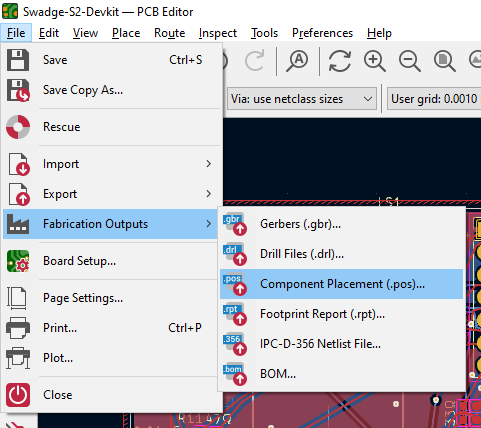 Swadge-S2-Devkit — PCB Editor
File Edit View Place Route Inspect Tools Preferences Help
Save Ctrl+S
Save Copy As...
Rescue
Import
Export
Fabrication Outputs
Board Setup...
Page Settings...
Print... Ctrl+P
Plot...
Close
Via: use netclass sizes
User grid: 0.0010
S1
.gbr Gerbers (.gbr)...
.drl Drill Files (.drl)...
.pos Component Placement (.pos)...
.rpt Footprint Report (.rpt)...
.356 IPC-D-356 Netlist File...
.bom BOM...